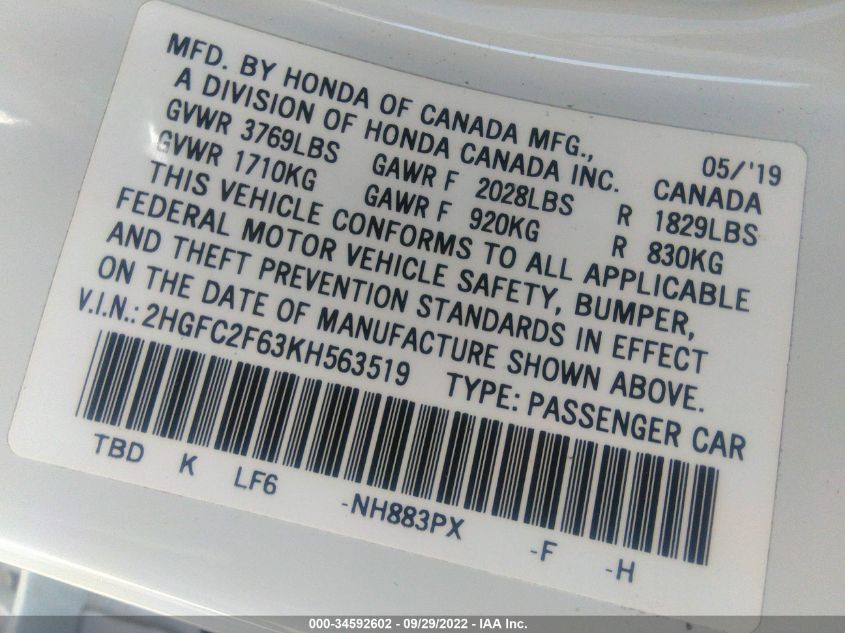 MFD. BY HONDA OF CANADA MFG., 05/'19
A DIVISION OF HONDA CANADA INC. CANADA
GVWR 3769LBS GAWR F 2028LBS R 1829LBS
GVWR 1710KG GAWR F 920KG R 830KG
THIS VEHICLE CONFORMS TO ALL APPLICABLE
FEDERAL MOTOR VEHICLE SAFETY, BUMPER,
AND THEFT PREVENTION STANDARDS IN EFFECT
ON THE DATE OF MANUFACTURE SHOWN ABOVE.
V.I.N.: 2HGFC2F63KH563519 TYPE: PASSENGER CAR
TBD K LF6 -NH883PX -F -H
000-34592602 - 09/29/2022 - IAA Inc.